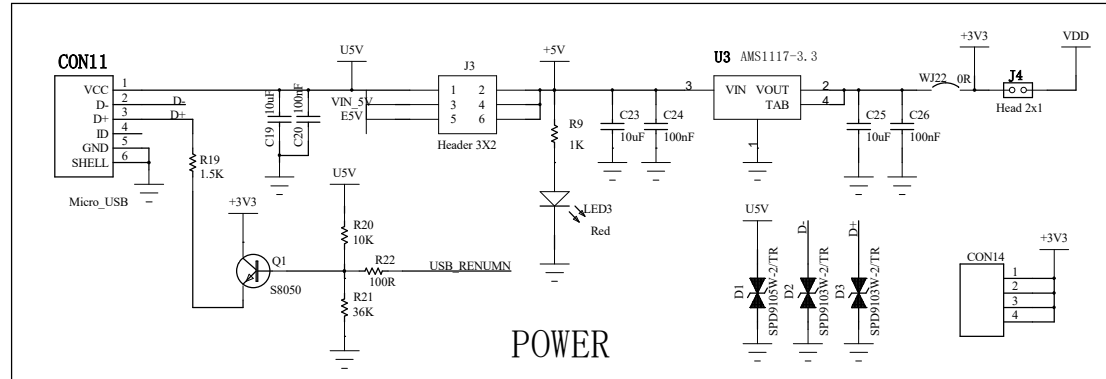 CON11
VCC 1
D- 2 D-
D+ 3 D+
ID 4
GND 5
SHELL 6
Micro_USB
R19
1.5K
+3V3
Q1
S8050
U5V
C19 10uF
C20 100nF
VIN_5V
E5V
J3
1 2
3 4
5 6
Header 3X2
U5V
R20
10K
R22
100R
USB_RENUMN
R21
36K
+5V
R9
1K
LED3
Red
C23
10uF
C24
100nF
U3 AMS1117-3.3
3 VIN VOUT 2
TAB 4
1
C25
10uF
C26
100nF
WJ22 0R
+3V3
J4
Head 2x1
VDD
U5V
D1
SPD9105W-2/TR
D-
D2
SPD9103W-2/TR
D+
D3
SPD9103W-2/TR
CON14
1
2
3
4
+3V3
POWER